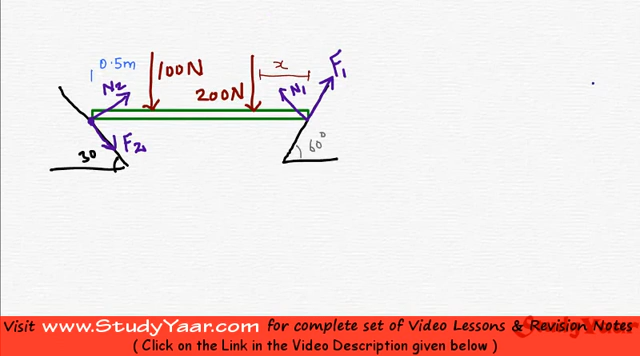 0.5m
100N
x
F1
N2
200N
N1
F2
30
60°
Visit www.StudyYaar.com for complete set of Video Lessons & Revision Notes
( Click on the Link in the Video Description given below )
StudyYaar